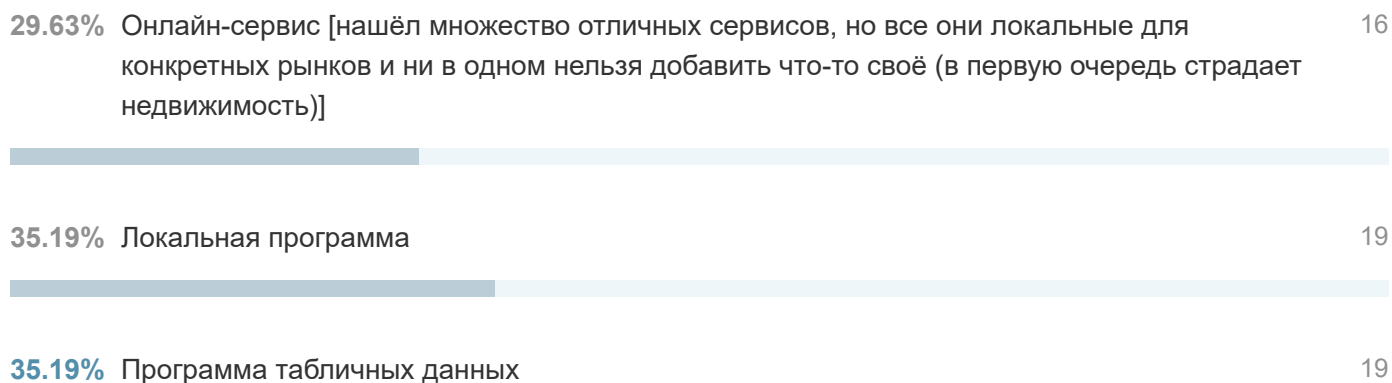 29.63% Онлайн-сервис [нашёл множество отличных сервисов, но все они локальные для 16
конкретных рынков и ни в одном нельзя добавить что-то своё (в первую очередь страдает
недвижимость)]
35.19% Локальная программа 19
35.19% Программа табличных данных 19